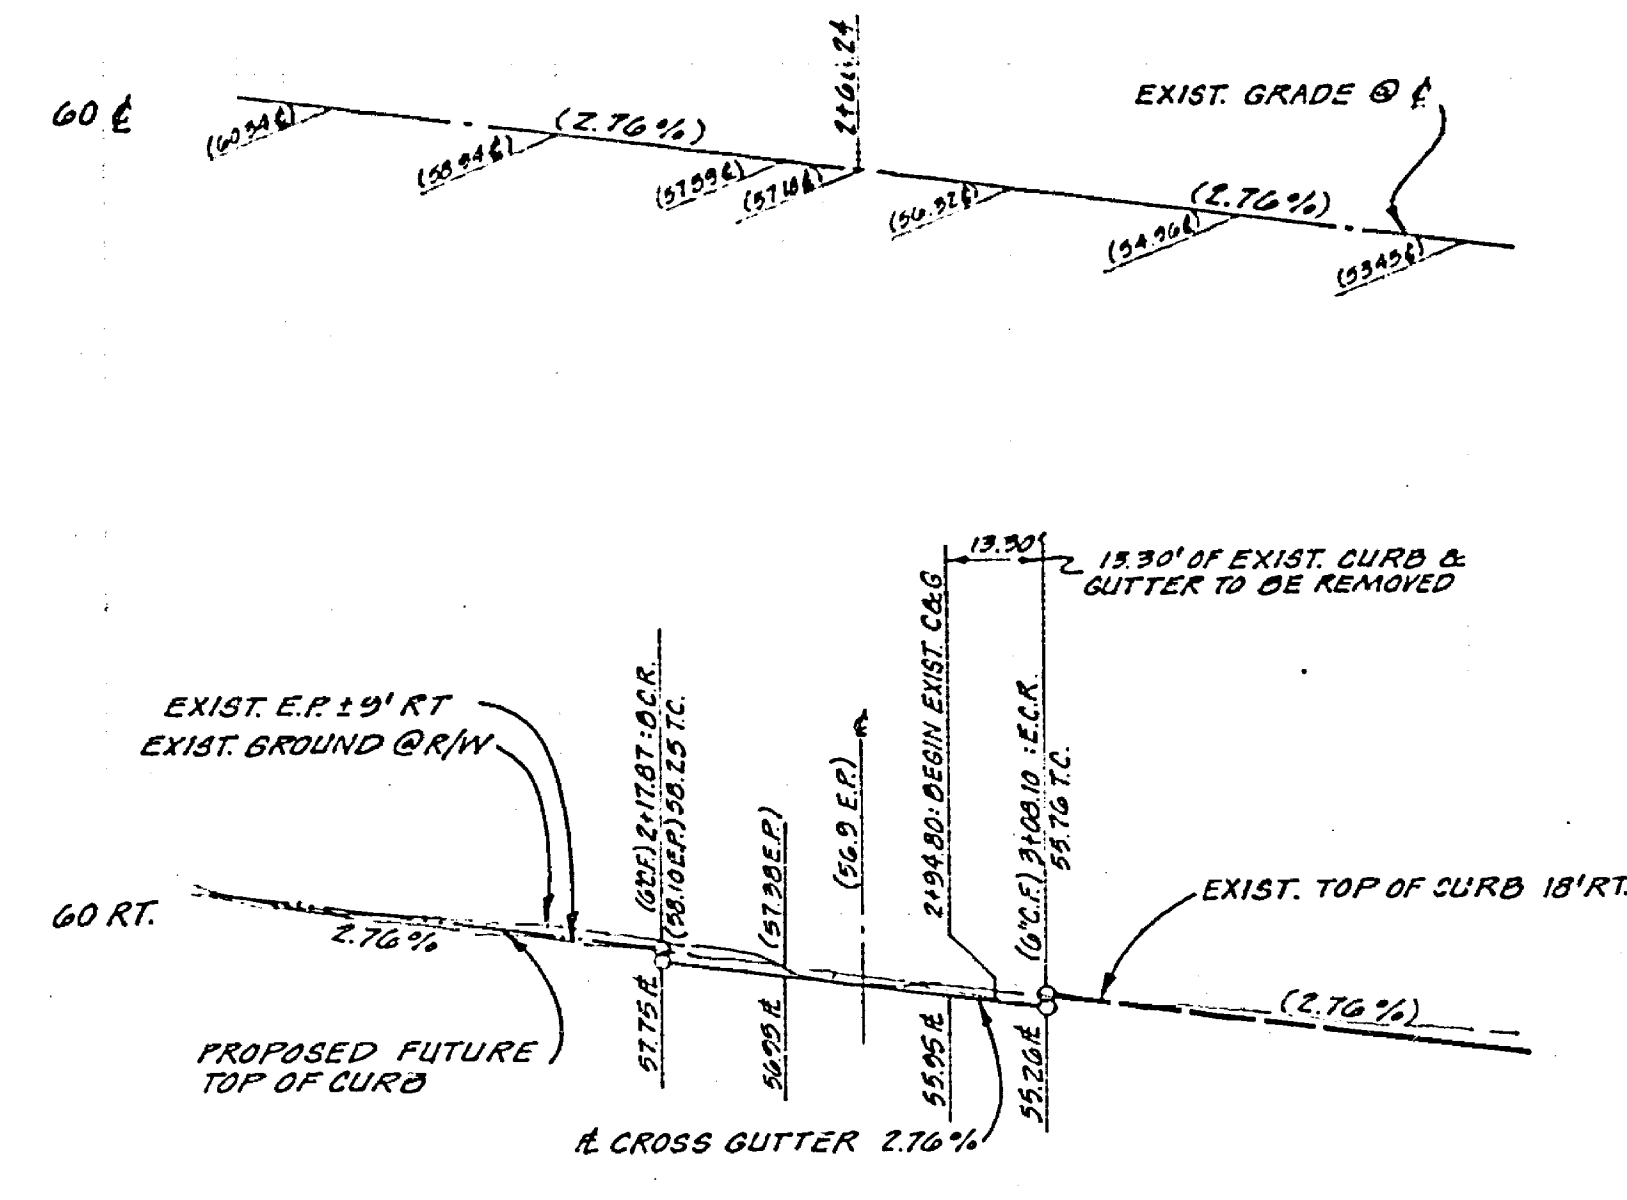 60 ℄
(60.34 ℄)
(58.94 ℄)
(2.76 %)
(57.59 ℄)
(57.18 ℄)
(56.32 ℄)
(2.76 %)
(54.96 ℄)
(53.45 ℄)
EXIST. GRADE @ ℄
13.30'
13.30' OF EXIST. CURB &
GUTTER TO BE REMOVED
EXIST. E.P. ± 9' RT
EXIST. GROUND @ R/W
2+17.87 : B.C.R.
(58.10 E.P.) 58.25 T.C.
(57.38 E.P.)
(56.9 E.P.)
℄
2+94.80: BEGIN EXIST. C&G
(6" C.F.) 3+08.10 : E.C.R.
55.76 T.C.
EXIST. TOP OF CURB 18' RT.
60 RT.
2.76 %
(2.76 %)
PROPOSED FUTURE
TOP OF CURB
57.75 ⅊
56.95 ⅊
55.95 ⅊
55.26 ⅊
⅊ CROSS GUTTER 2.76 %